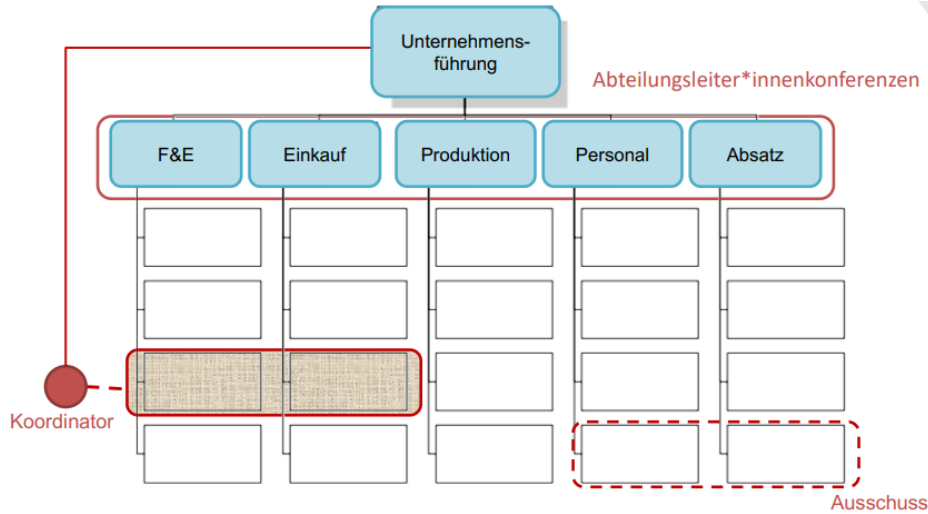 Unternehmens-
führung
Abteilungsleiter*innenkonferenzen
F&E
Einkauf
Produktion
Personal
Absatz
Koordinator
Ausschuss